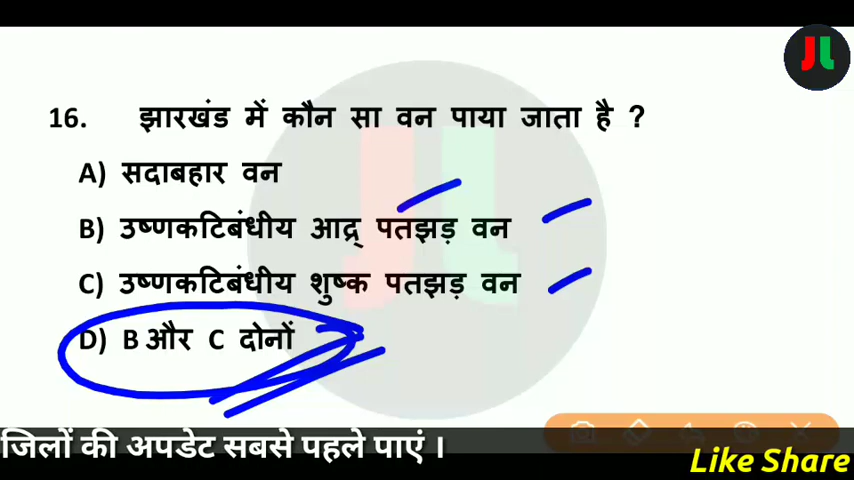 JL
16. झारखंड में कौन सा वन पाया जाता है ?
A) सदाबहार वन
B) उष्णकटिबंधीय आद्र् पतझड़ वन
C) उष्णकटिबंधीय शुष्क पतझड़ वन
D) B और C दोनों
जिलों की अपडेट सबसे पहले पाएं ।
Like Share